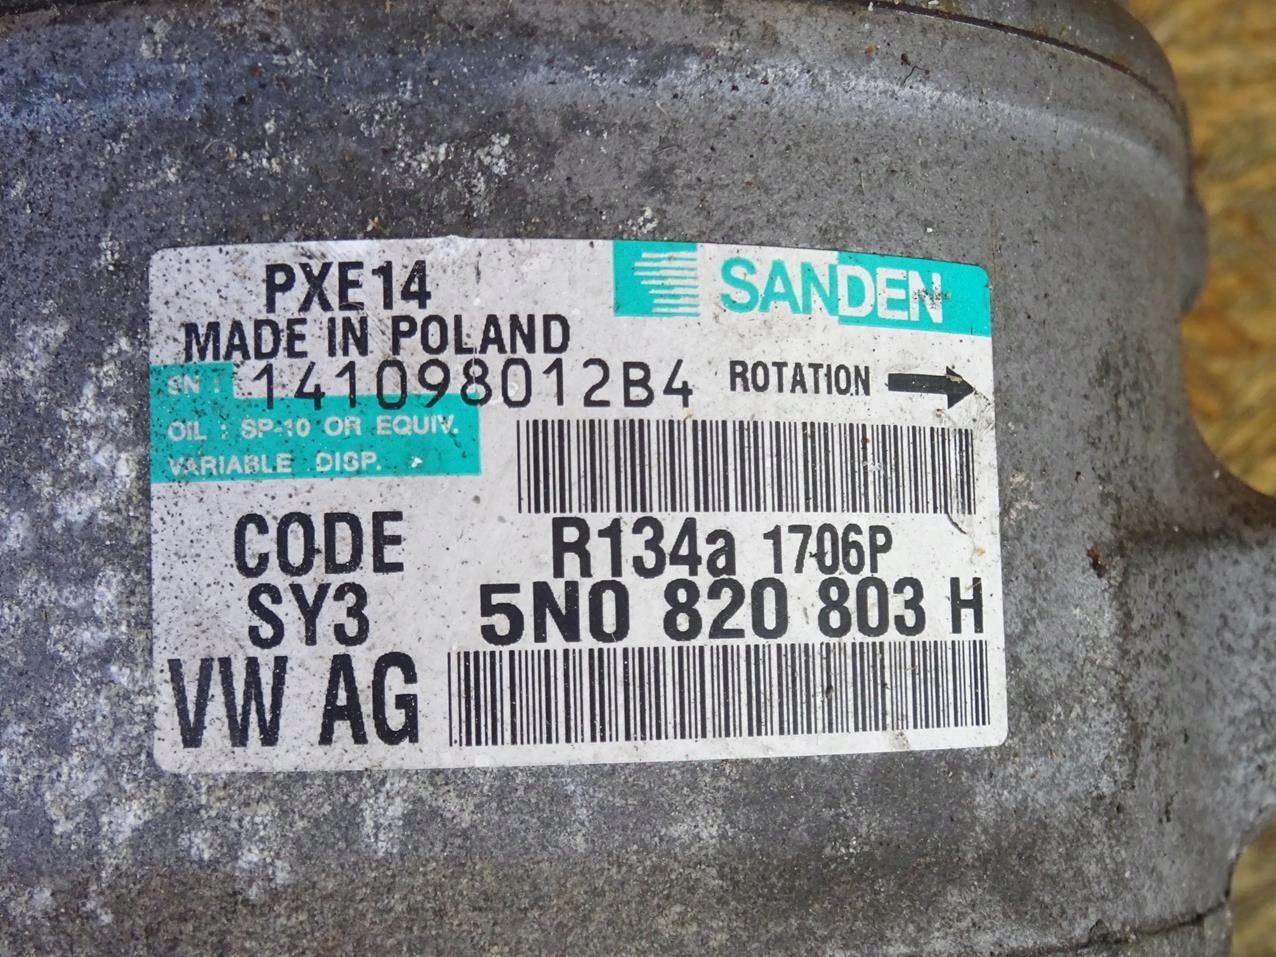 PXE14
SANDEN
MADE IN POLAND
SN : 141098012B4
ROTATION
OIL : SP-10 OR EQUIV.
VARIABLE DISP.
CODE
R134a 1706P
SY3
5N0 820 803 H
VW AG